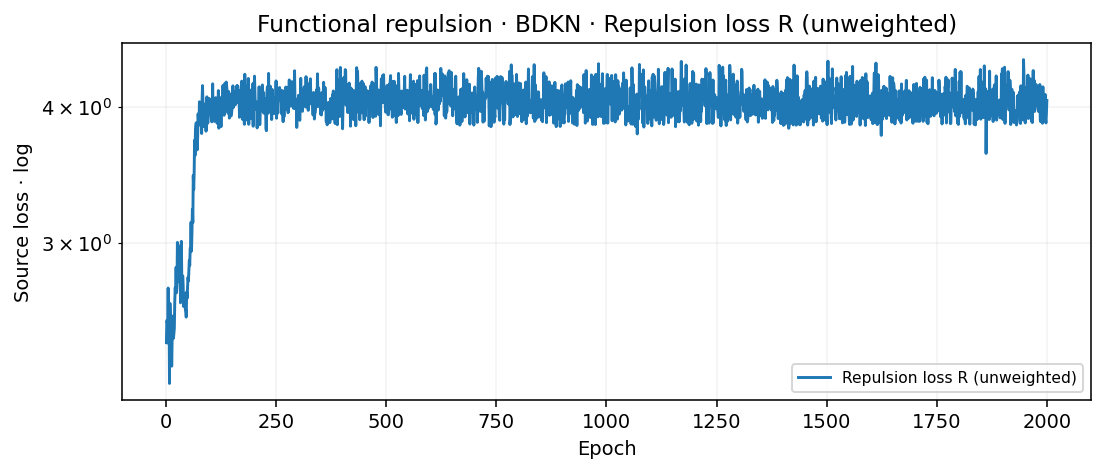 Functional repulsion · BDKN · Repulsion loss R (unweighted)
Source loss · log
4 × 10⁰
3 × 10⁰
Repulsion loss R (unweighted)
0 250 500 750 1000 1250 1500 1750 2000
Epoch